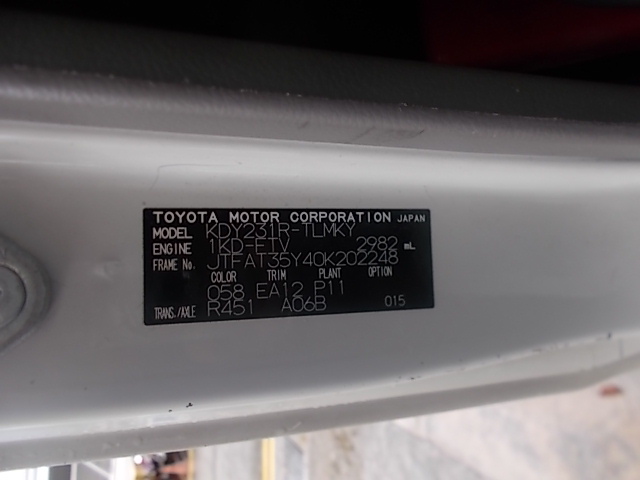 TOYOTA MOTOR CORPORATION JAPAN
MODEL KDY231R-TLMKY
ENGINE 1KD-FTV 2982 mL
FRAME No. JTFAT35Y40K202248
COLOR TRIM PLANT OPTION
058 EA12 P11
TRANS./AXLE R451 A06B 015